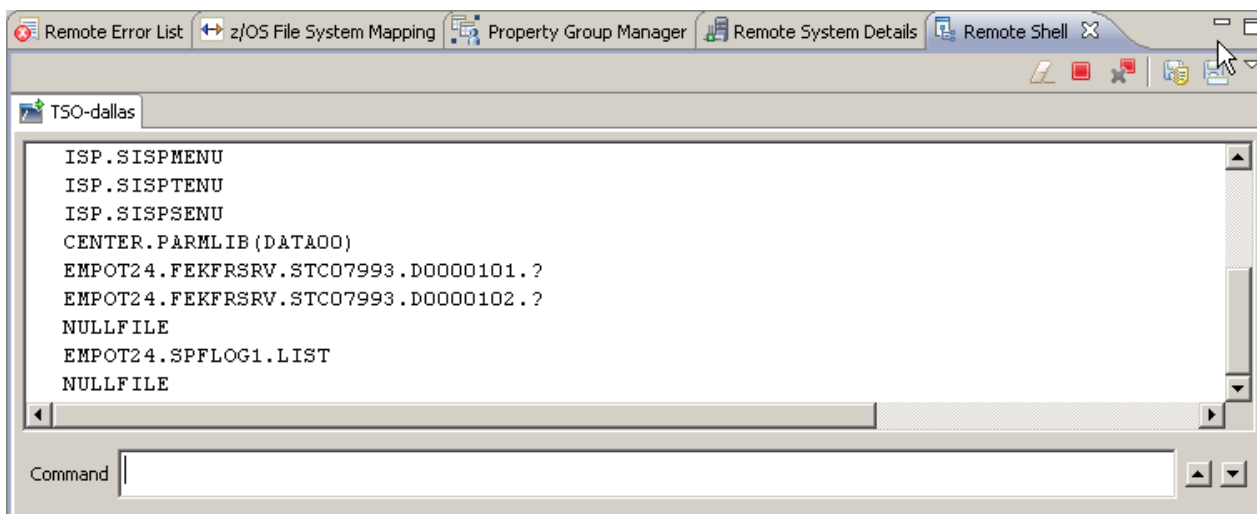 Remote Error List z/OS File System Mapping Property Group Manager Remote System Details Remote Shell
TSO-dallas
ISP.SISPMENU
ISP.SISPTENU
ISP.SISPSENU
CENTER.PARMLIB(DATA00)
EMPOT24.FEKFRSRV.STC07993.D0000101.?
EMPOT24.FEKFRSRV.STC07993.D0000102.?
NULLFILE
EMPOT24.SPFLOG1.LIST
NULLFILE
Command